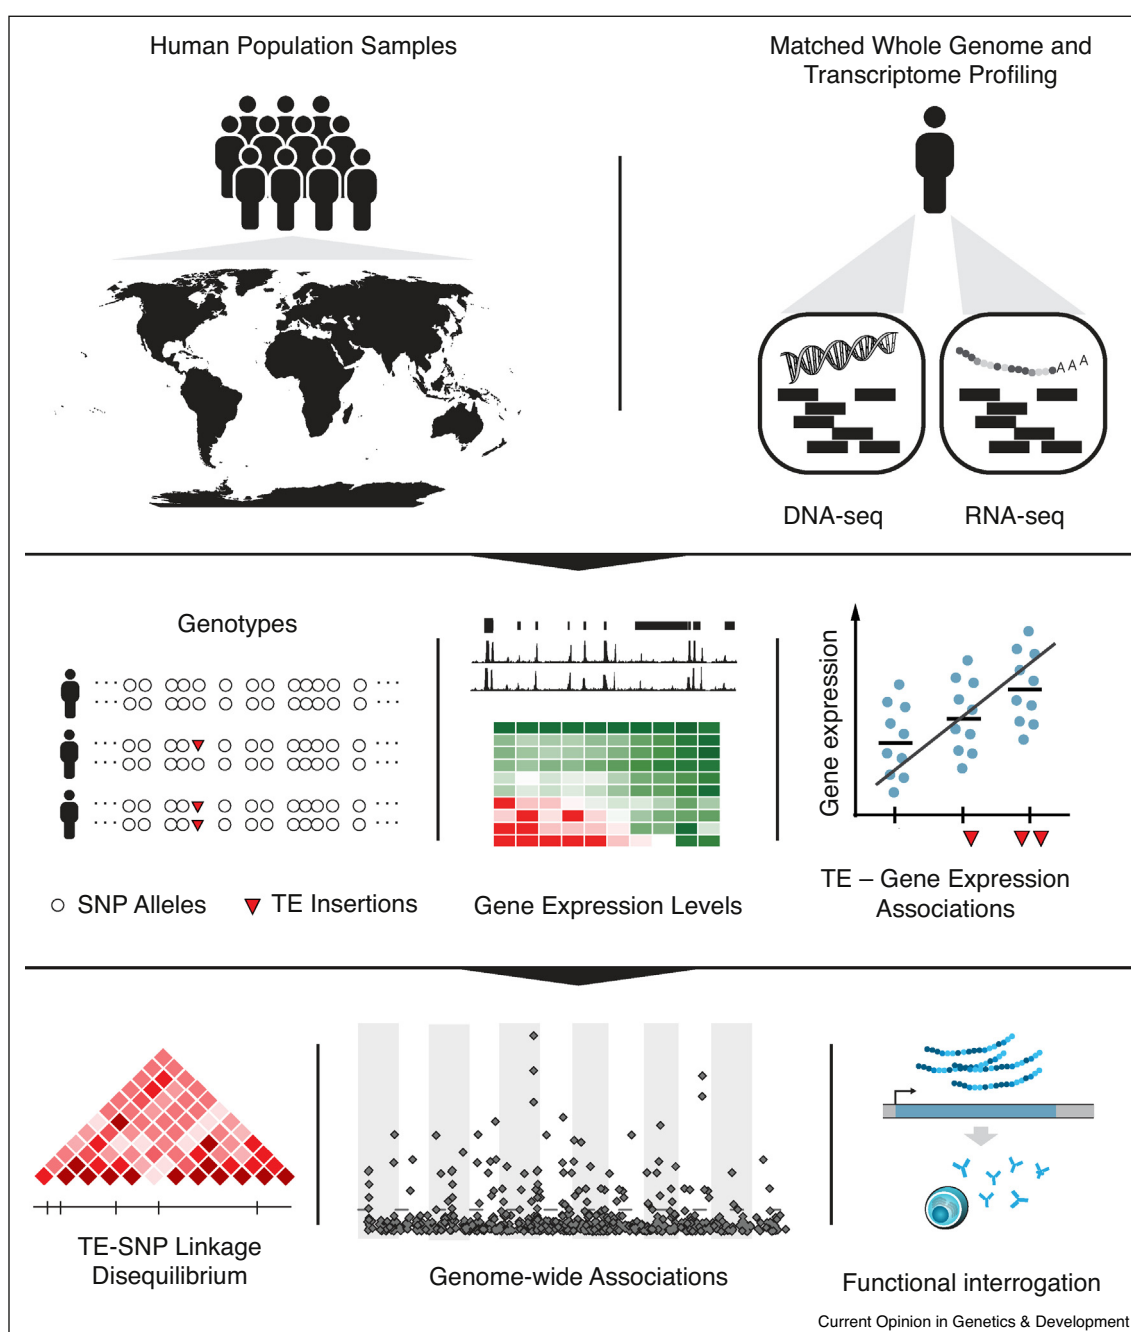 Human Population Samples
Matched Whole Genome and
Transcriptome Profiling
AAA
DNA-seq
RNA-seq
Genotypes
SNP Alleles
TE Insertions
Gene Expression Levels
Gene expression
TE – Gene Expression
Associations
TE-SNP Linkage
Disequilibrium
Genome-wide Associations
Functional interrogation
Current Opinion in Genetics & Development